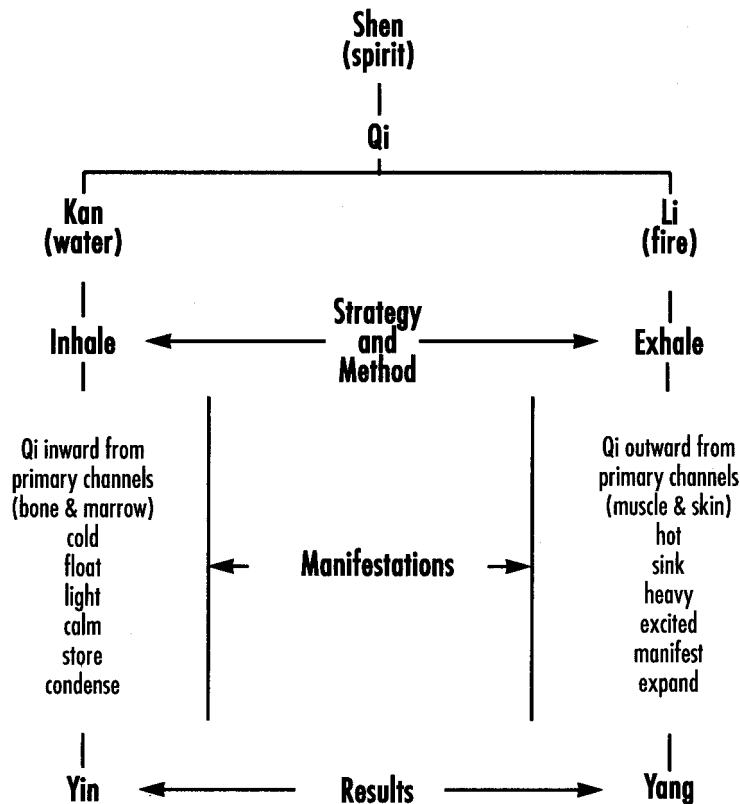 Shen
(spirit)
Qi
Kan
(water)
Li
(fire)
Inhale
Strategy
and
Method
Exhale
Qi inward from
primary channels
(bone & marrow)
cold
float
light
calm
store
condense
Manifestations
Qi outward from
primary channels
(muscle & skin)
hot
sink
heavy
excited
manifest
expand
Yin
Results
Yang